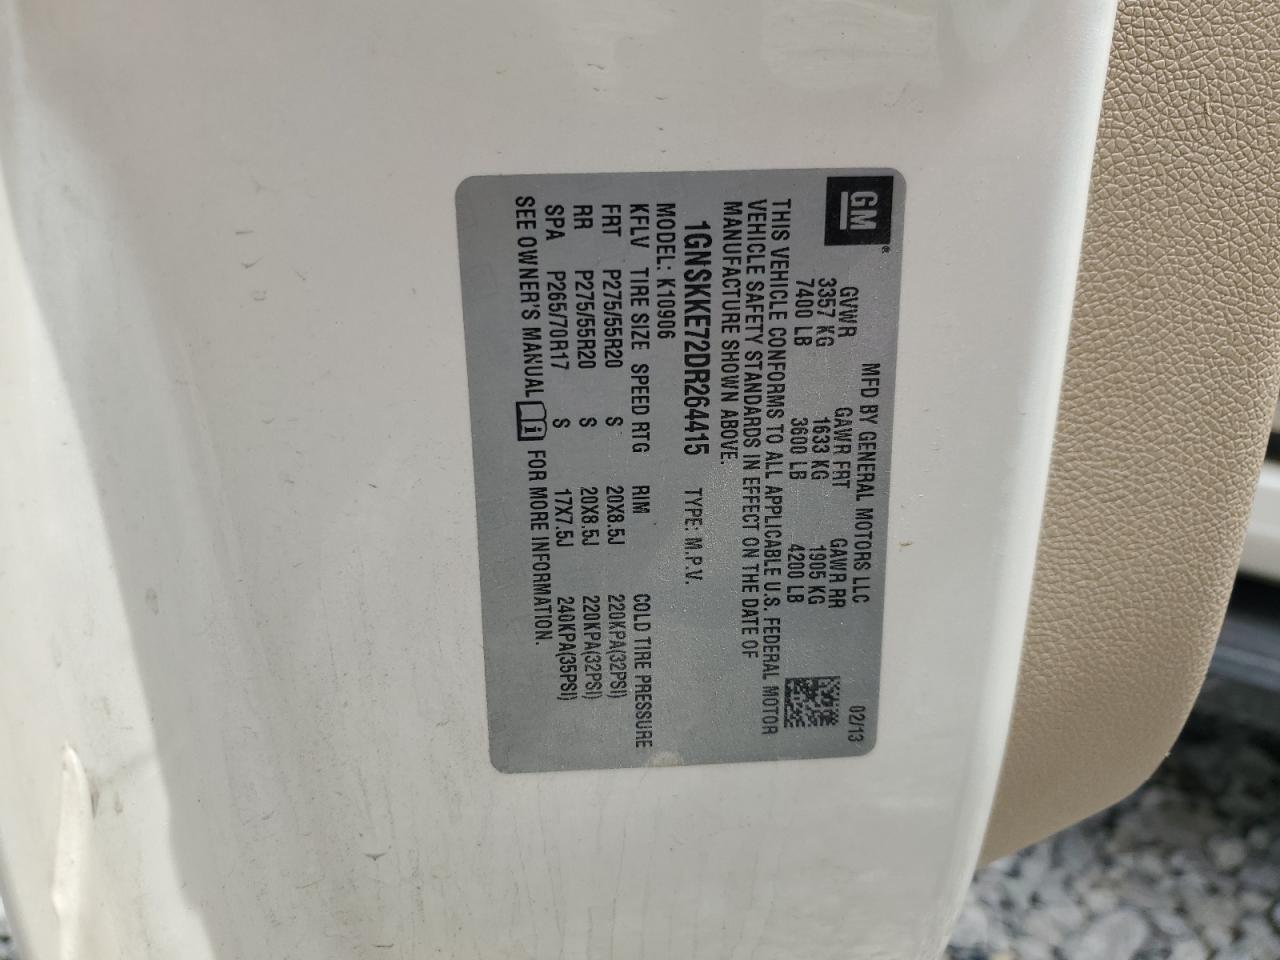 GM®
MFD BY GENERAL MOTORS LLC 02/13
GVWR GAWR FRT GAWR RR
3357 KG 1633 KG 1905 KG
7400 LB 3600 LB 4200 LB
THIS VEHICLE CONFORMS TO ALL APPLICABLE U.S. FEDERAL MOTOR
VEHICLE SAFETY STANDARDS IN EFFECT ON THE DATE OF
MANUFACTURE SHOWN ABOVE.
1GNSKKE72DR264415 TYPE: M.P.V.
MODEL: K10906
KFLV TIRE SIZE SPEED RTG RIM COLD TIRE PRESSURE
FRT P275/55R20 S 20X8.5J 220KPA(32PSI)
RR P275/55R20 S 20X8.5J 220KPA(32PSI)
SPA P265/70R17 S 17X7.5J 240KPA(35PSI)
SEE OWNER'S MANUAL i FOR MORE INFORMATION.